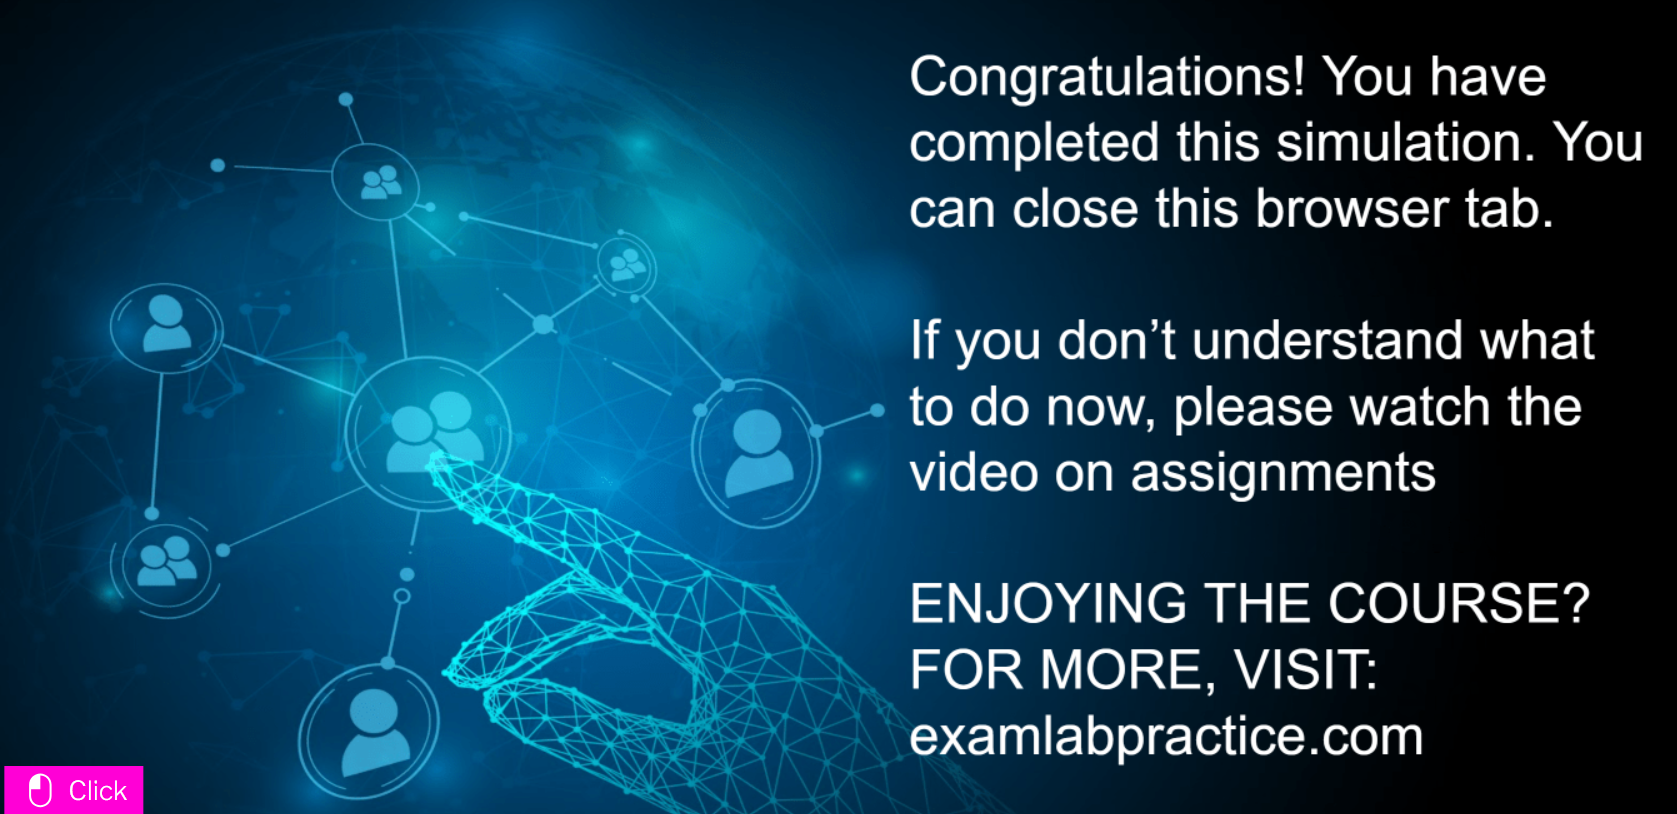 Congratulations! You have
completed this simulation. You
can close this browser tab.
If you don’t understand what
to do now, please watch the
video on assignments
ENJOYING THE COURSE?
FOR MORE, VISIT:
examlabpractice.com
Click